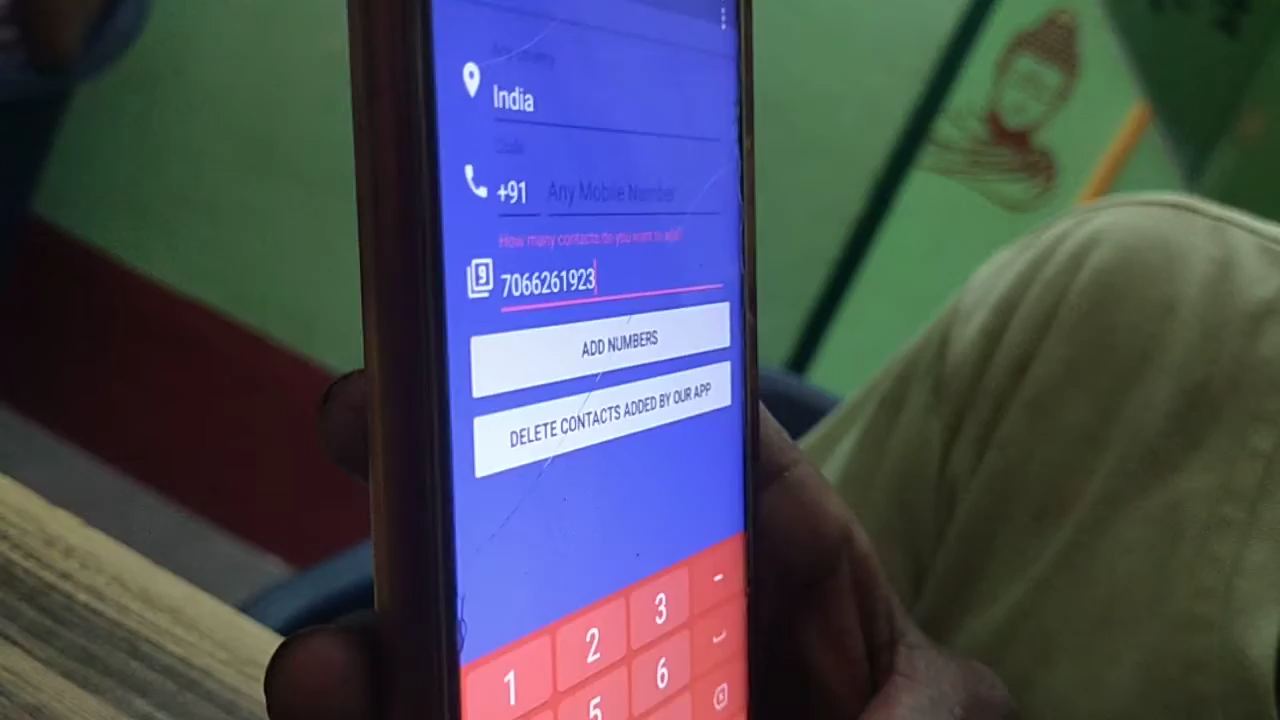 India
+91 Any Mobile Number
How many contacts do you want to add?
9
7066261923
ADD NUMBERS
DELETE CONTACTS ADDED BY OUR APP
1 2 3 -
5 6